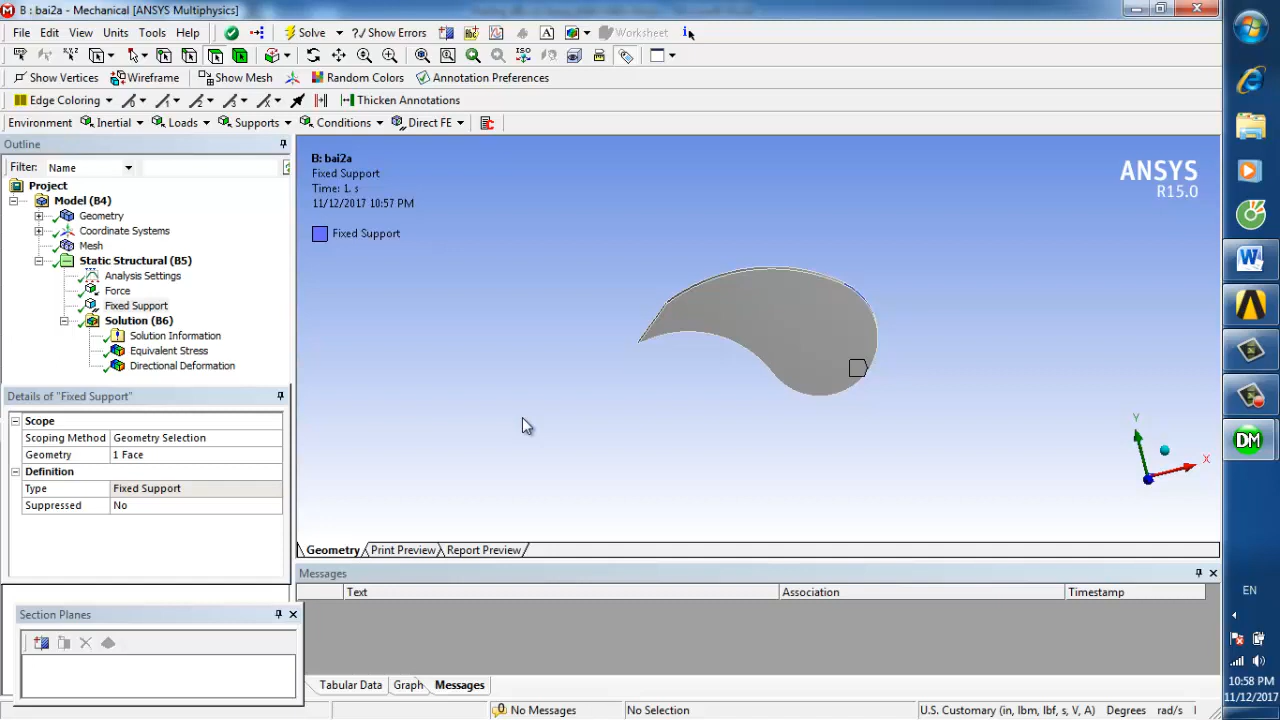 B : bai2a - Mechanical [ANSYS Multiphysics]
File Edit View Units Tools Help Solve ?/ Show Errors Worksheet
Show Vertices Wireframe Show Mesh Random Colors Annotation Preferences
Edge Coloring Thicken Annotations
Environment Inertial Loads Supports Conditions Direct FE
Outline
Filter: Name
Project
Model (B4)
Geometry
Coordinate Systems
Mesh
Static Structural (B5)
Analysis Settings
Force
Fixed Support
Solution (B6)
Solution Information
Equivalent Stress
Directional Deformation
Details of "Fixed Support"
Scope
Scoping Method Geometry Selection
Geometry 1 Face
Definition
Type Fixed Support
Suppressed No
Section Planes
B: bai2a
Fixed Support
Time: 1. s
11/12/2017 10:57 PM
Fixed Support
ANSYS
R15.0
Y
X
Geometry Print Preview Report Preview
Messages
Text Association Timestamp
Tabular Data Graph Messages
0 No Messages No Selection U.S. Customary (in, lbm, lbf, s, V, A) Degrees rad/s
W
DM
EN
10:58 PM
11/12/2017